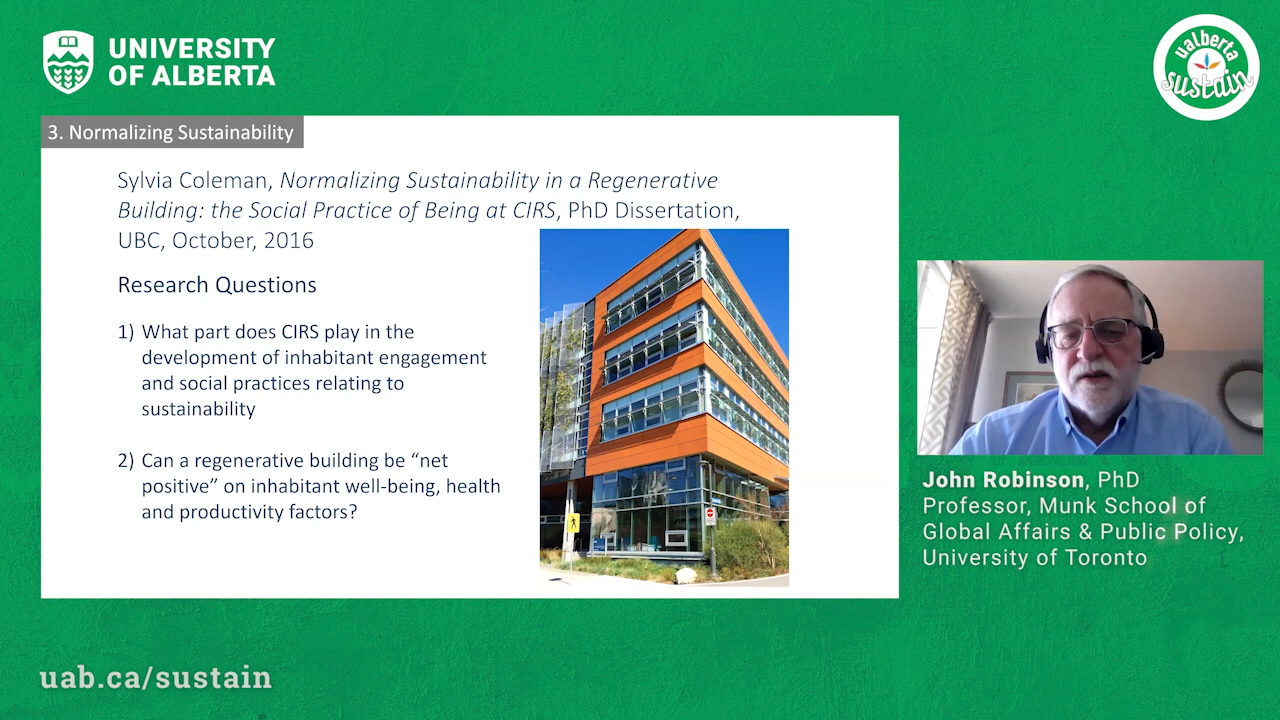 UNIVERSITY
OF ALBERTA
ualberta
sustain
3. Normalizing Sustainability
Sylvia Coleman, Normalizing Sustainability in a Regenerative
Building: the Social Practice of Being at CIRS, PhD Dissertation,
UBC, October, 2016
Research Questions
1) What part does CIRS play in the
development of inhabitant engagement
and social practices relating to
sustainability
2) Can a regenerative building be “net
positive” on inhabitant well-being, health
and productivity factors?
John Robinson, PhD
Professor, Munk School of
Global Affairs & Public Policy,
University of Toronto
uab.ca/sustain